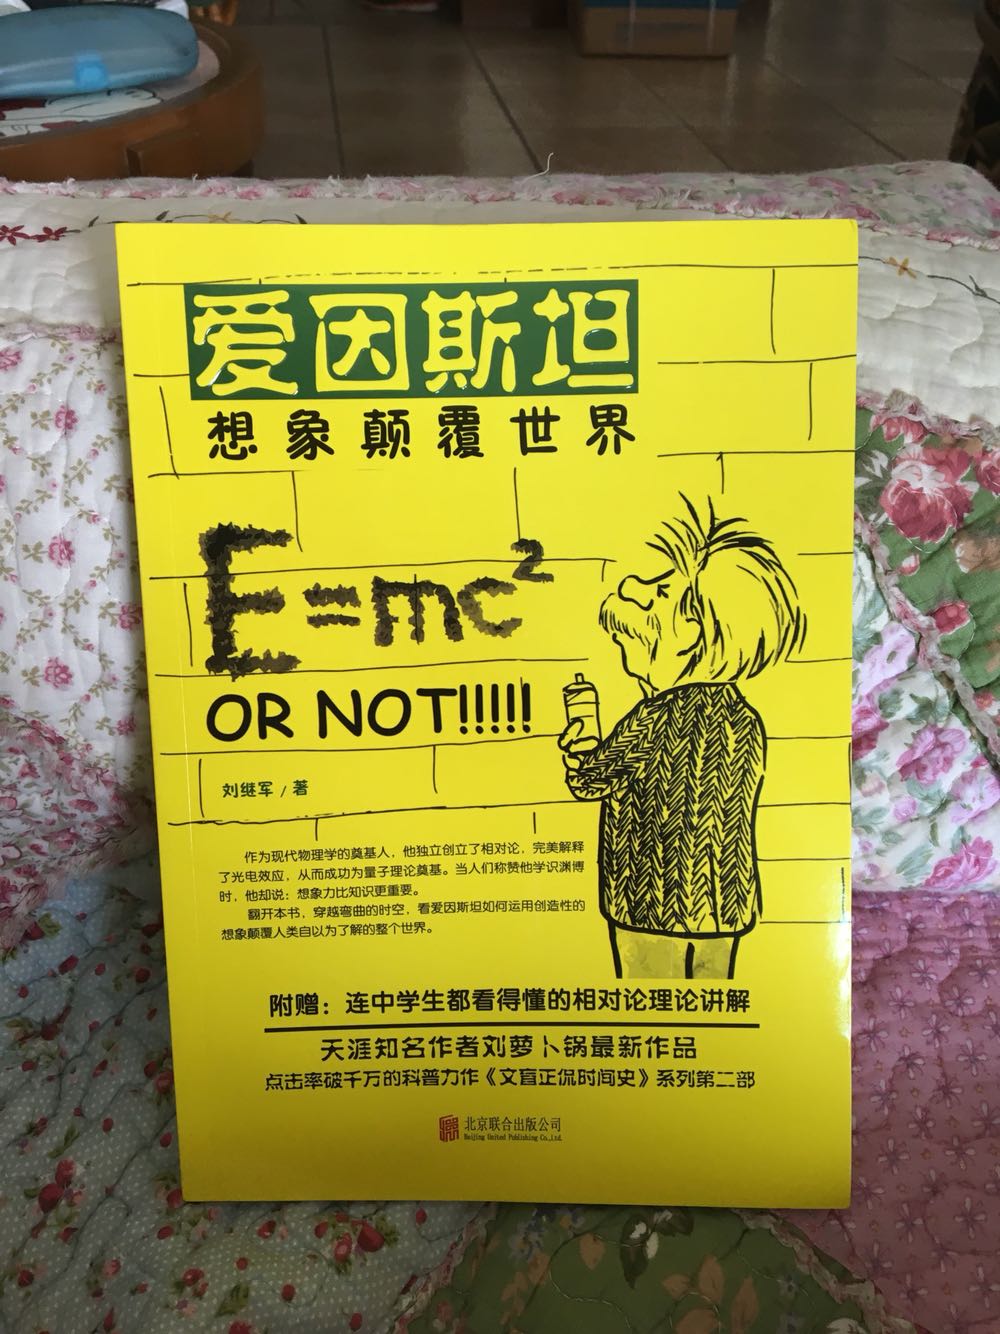 爱因斯坦
想象颠覆世界
E=mc²
OR NOT!!!!!
刘继军/著
作为现代物理学的奠基人，他独立创立了相对论，完美解释
了光电效应，从而成功为量子理论奠基。当人们称赞他学识渊博
时，他却说：想象力比知识更重要。
翻开本书，穿越弯曲的时空，看爱因斯坦如何运用创造性的
想象颠覆人类自以为了解的整个世界。
附赠：连中学生都看得懂的相对论理论讲解
天涯知名作者刘萝卜锅最新作品
点击率破千万的科普力作《文盲正侃时间史》系列第二部
北京联合出版公司
Beijing United Publishing Co.,Ltd.